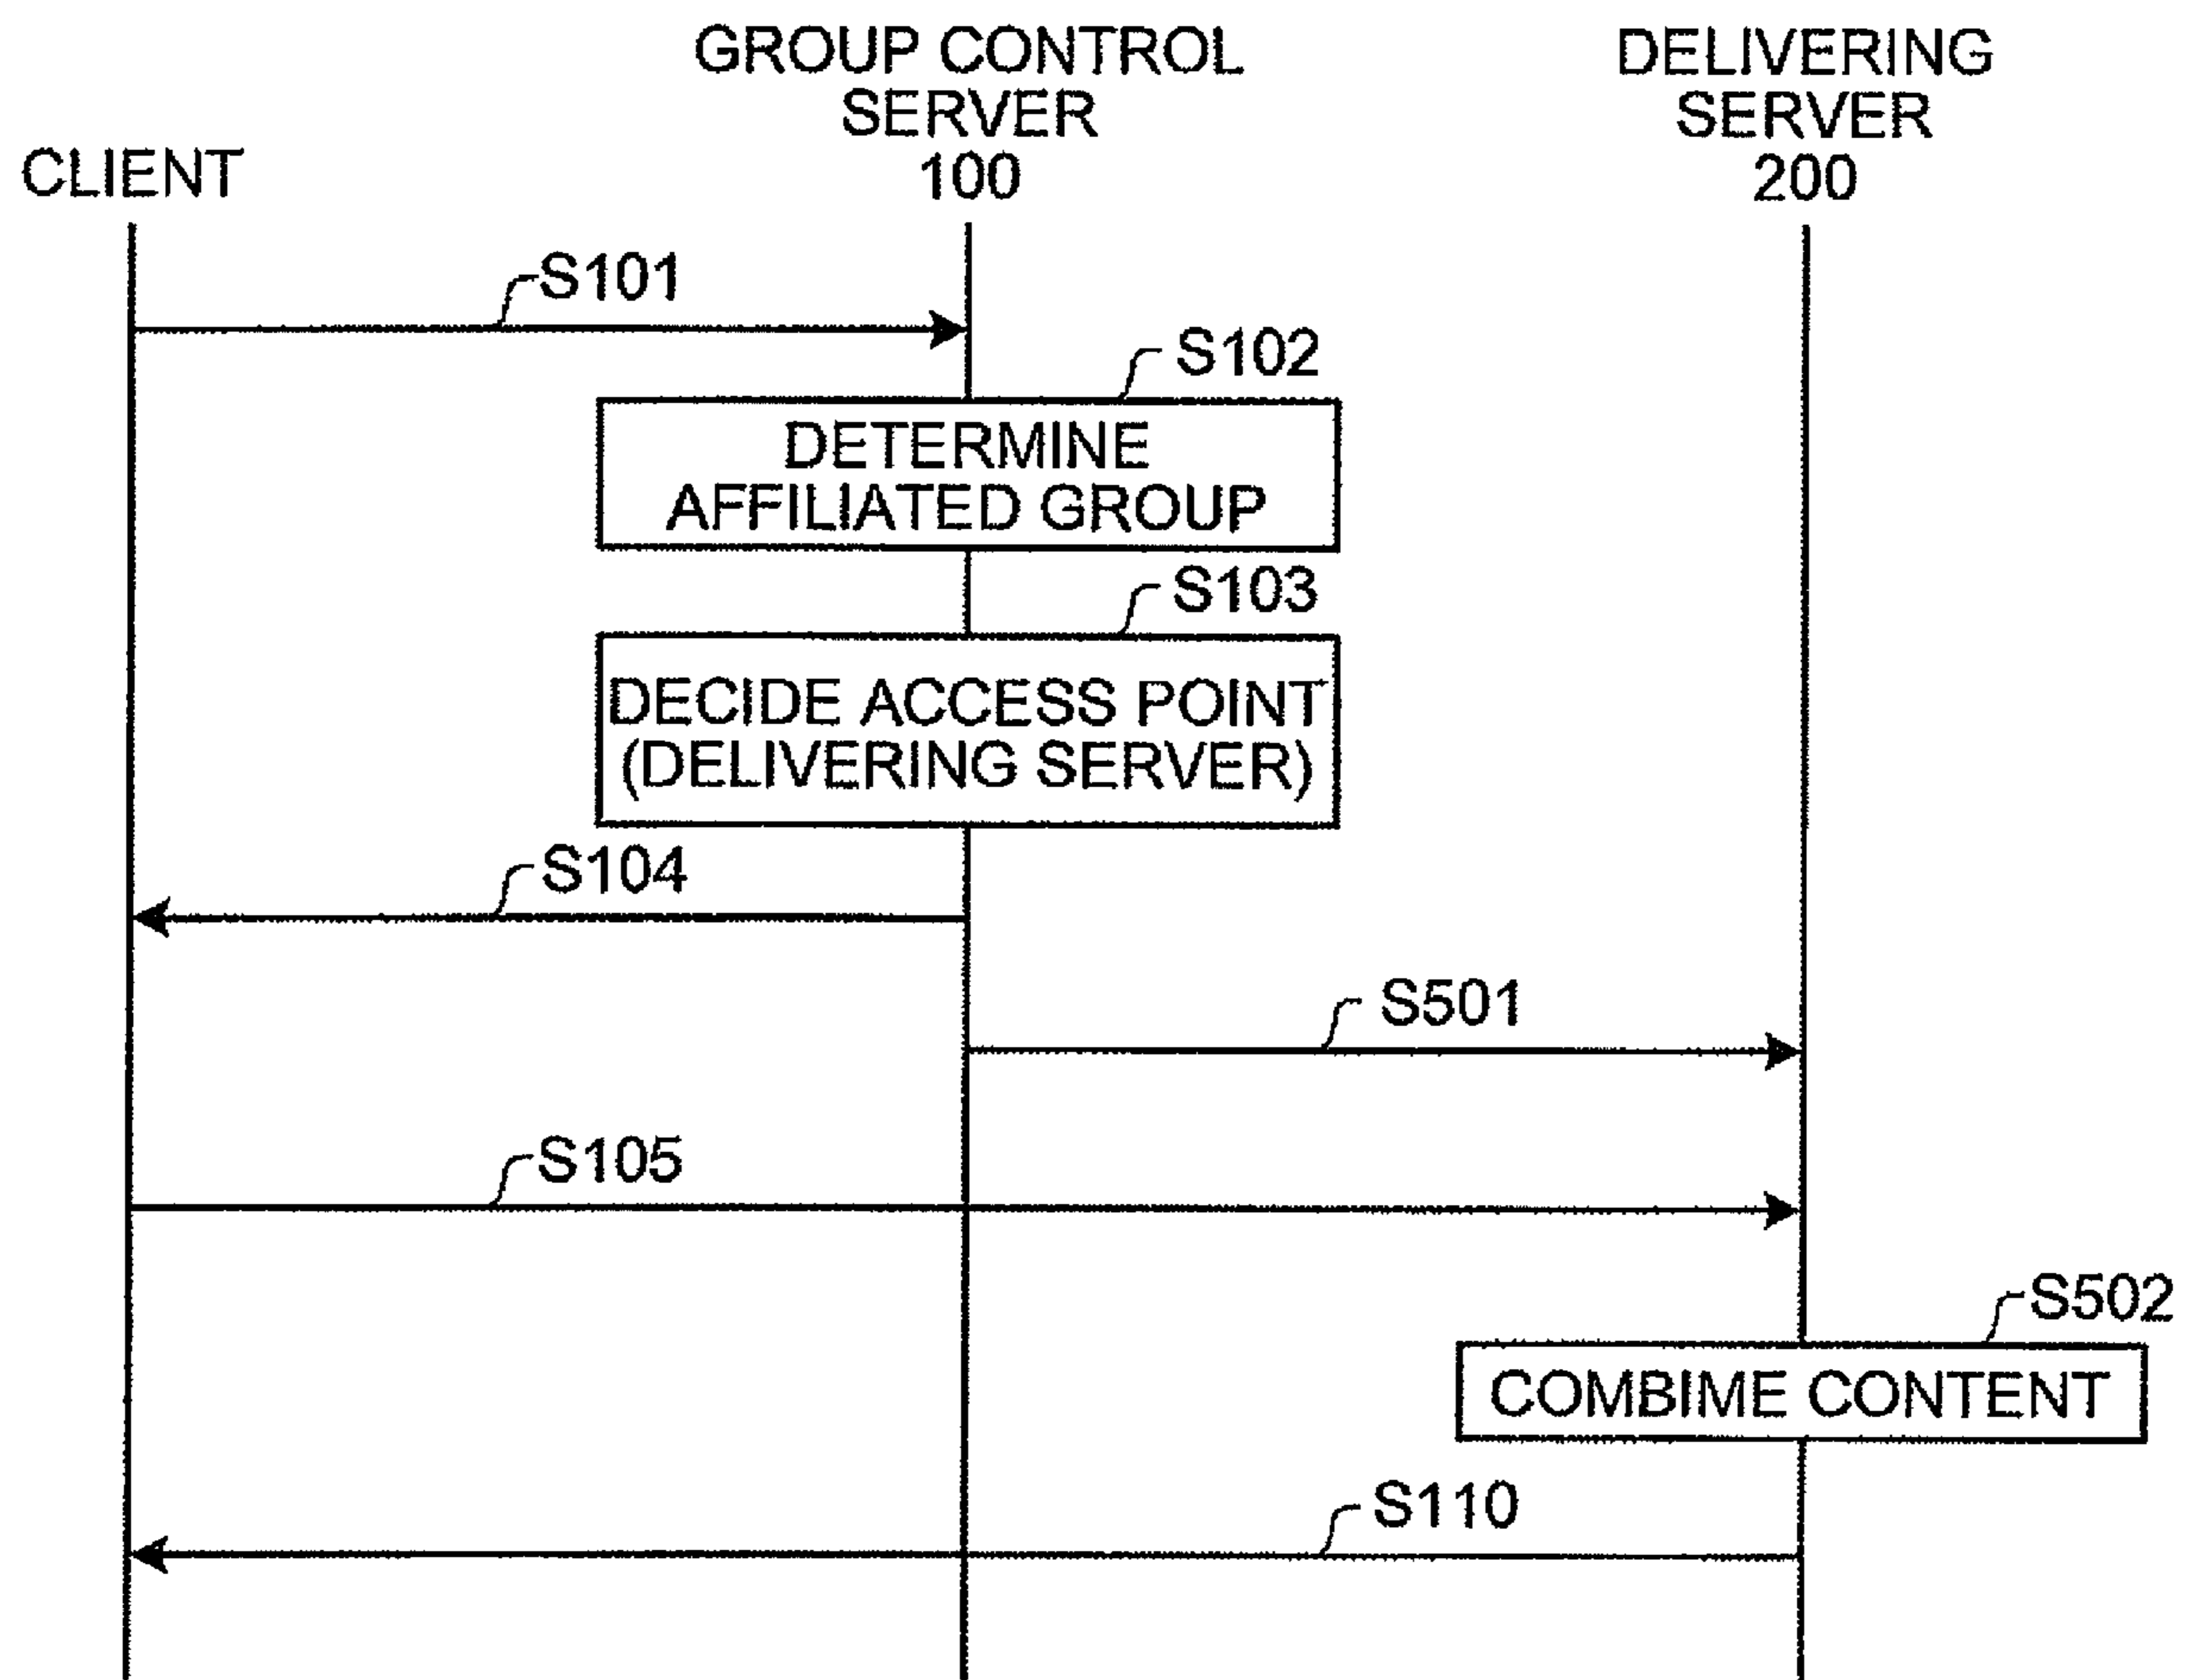 GROUP CONTROL
SERVER
100
DELIVERING
SERVER
200
CLIENT
S101
S102
DETERMINE
AFFILIATED GROUP
S103
DECIDE ACCESS POINT
(DELIVERING SERVER)
S104
S501
S105
S502
COMBIME CONTENT
S110